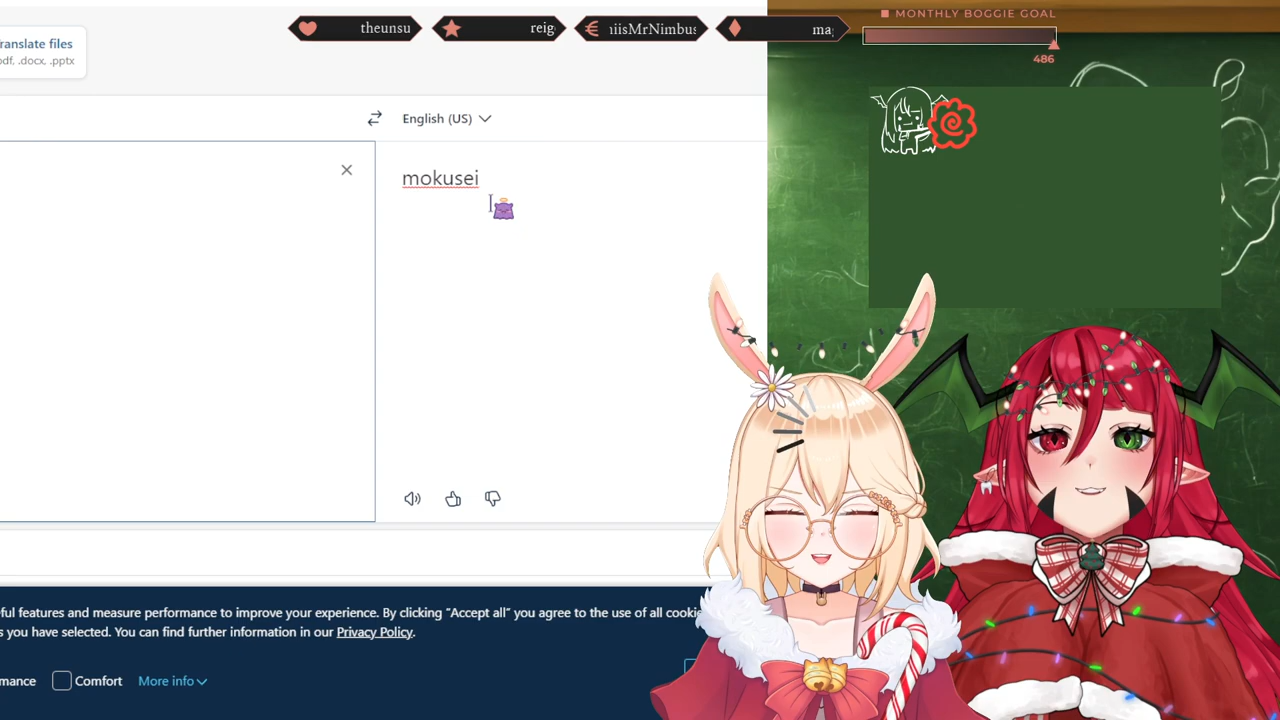 theunsu
reig
iisMrNimbus
ma
MONTHLY BOGGIE GOAL
486
ranslate files
odf, .docx, .pptx
English (US)
mokusei
ful features and measure performance to improve your experience. By clicking "Accept all" you agree to the use of all cookie
s you have selected. You can find further information in our Privacy Policy.
mance Comfort More info